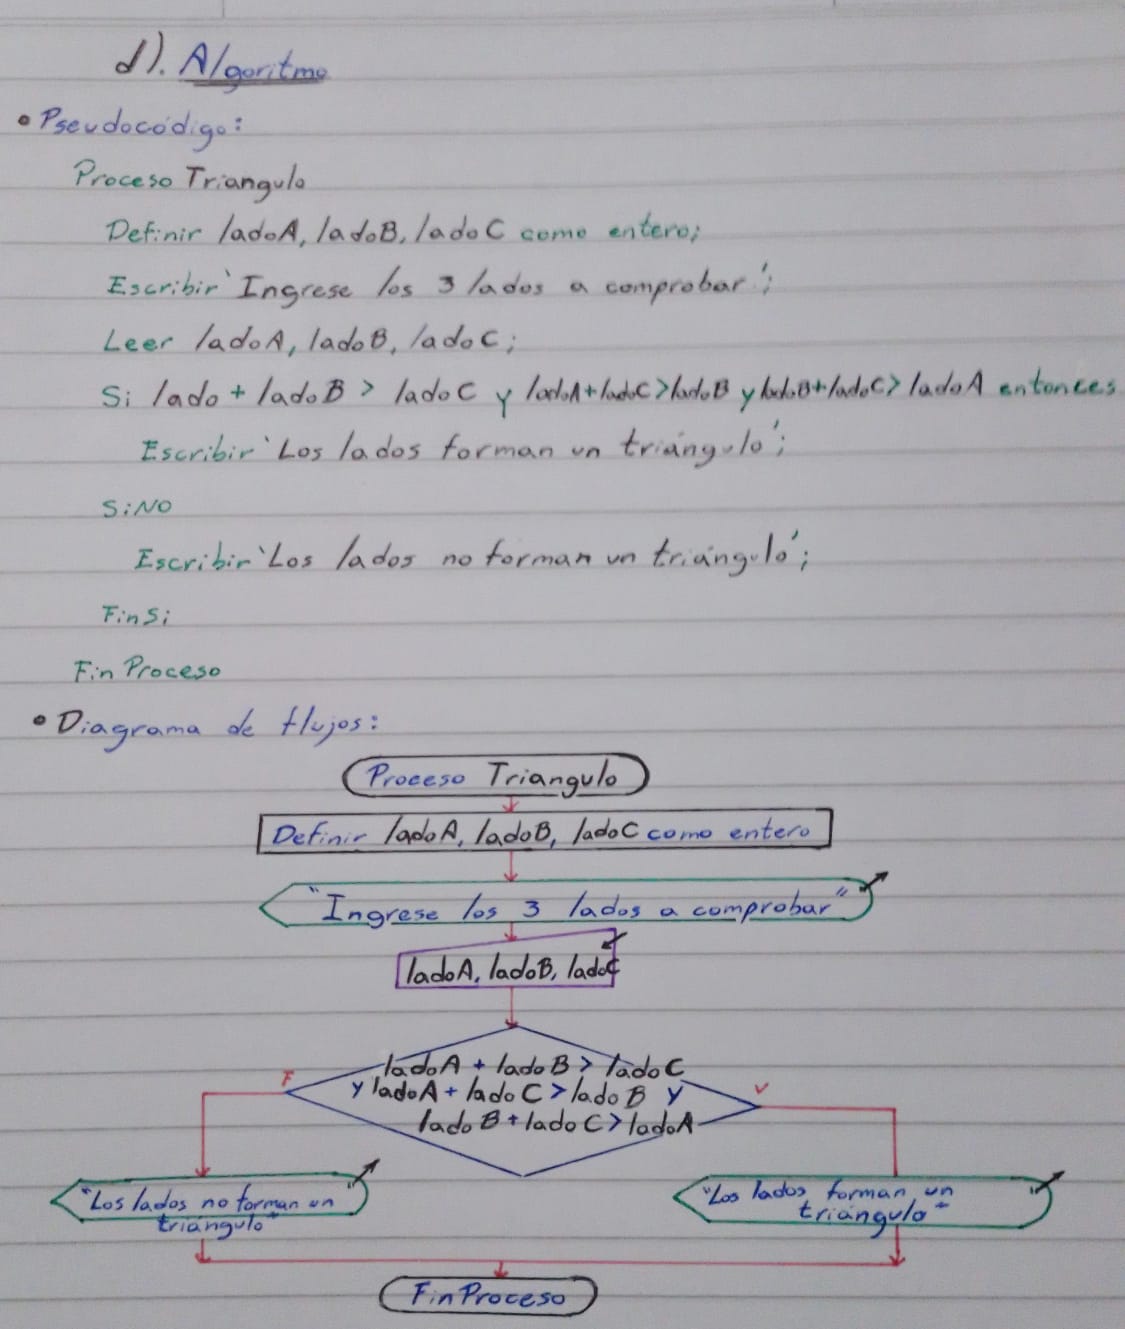 d). Algoritmo
• Pseudocódigo:
Proceso Triangulo
Definir ladoA, ladoB, ladoC como entero;
Escribir 'Ingrese los 3 lados a comprobar';
Leer ladoA, ladoB, ladoC;
Si lado + ladoB > ladoC y ladoA+ladoC>ladoB y ladoB+ladoC> ladoA entonces
Escribir 'Los lados forman un triángulo';
SiNO
Escribir 'Los lados no forman un triángulo';
FinSi
Fin Proceso
• Diagrama de flujos:
Proceso Triangulo
Definir ladoA, ladoB, ladoC como entero
"Ingrese los 3 lados a comprobar"
ladoA, ladoB, ladoC
ladoA + ladoB > ladoC
y ladoA + ladoC > ladoB y
ladoB + ladoC > ladoA
F
V
"Los lados no forman un
triángulo"
"Los lados forman un
triángulo"
FinProceso